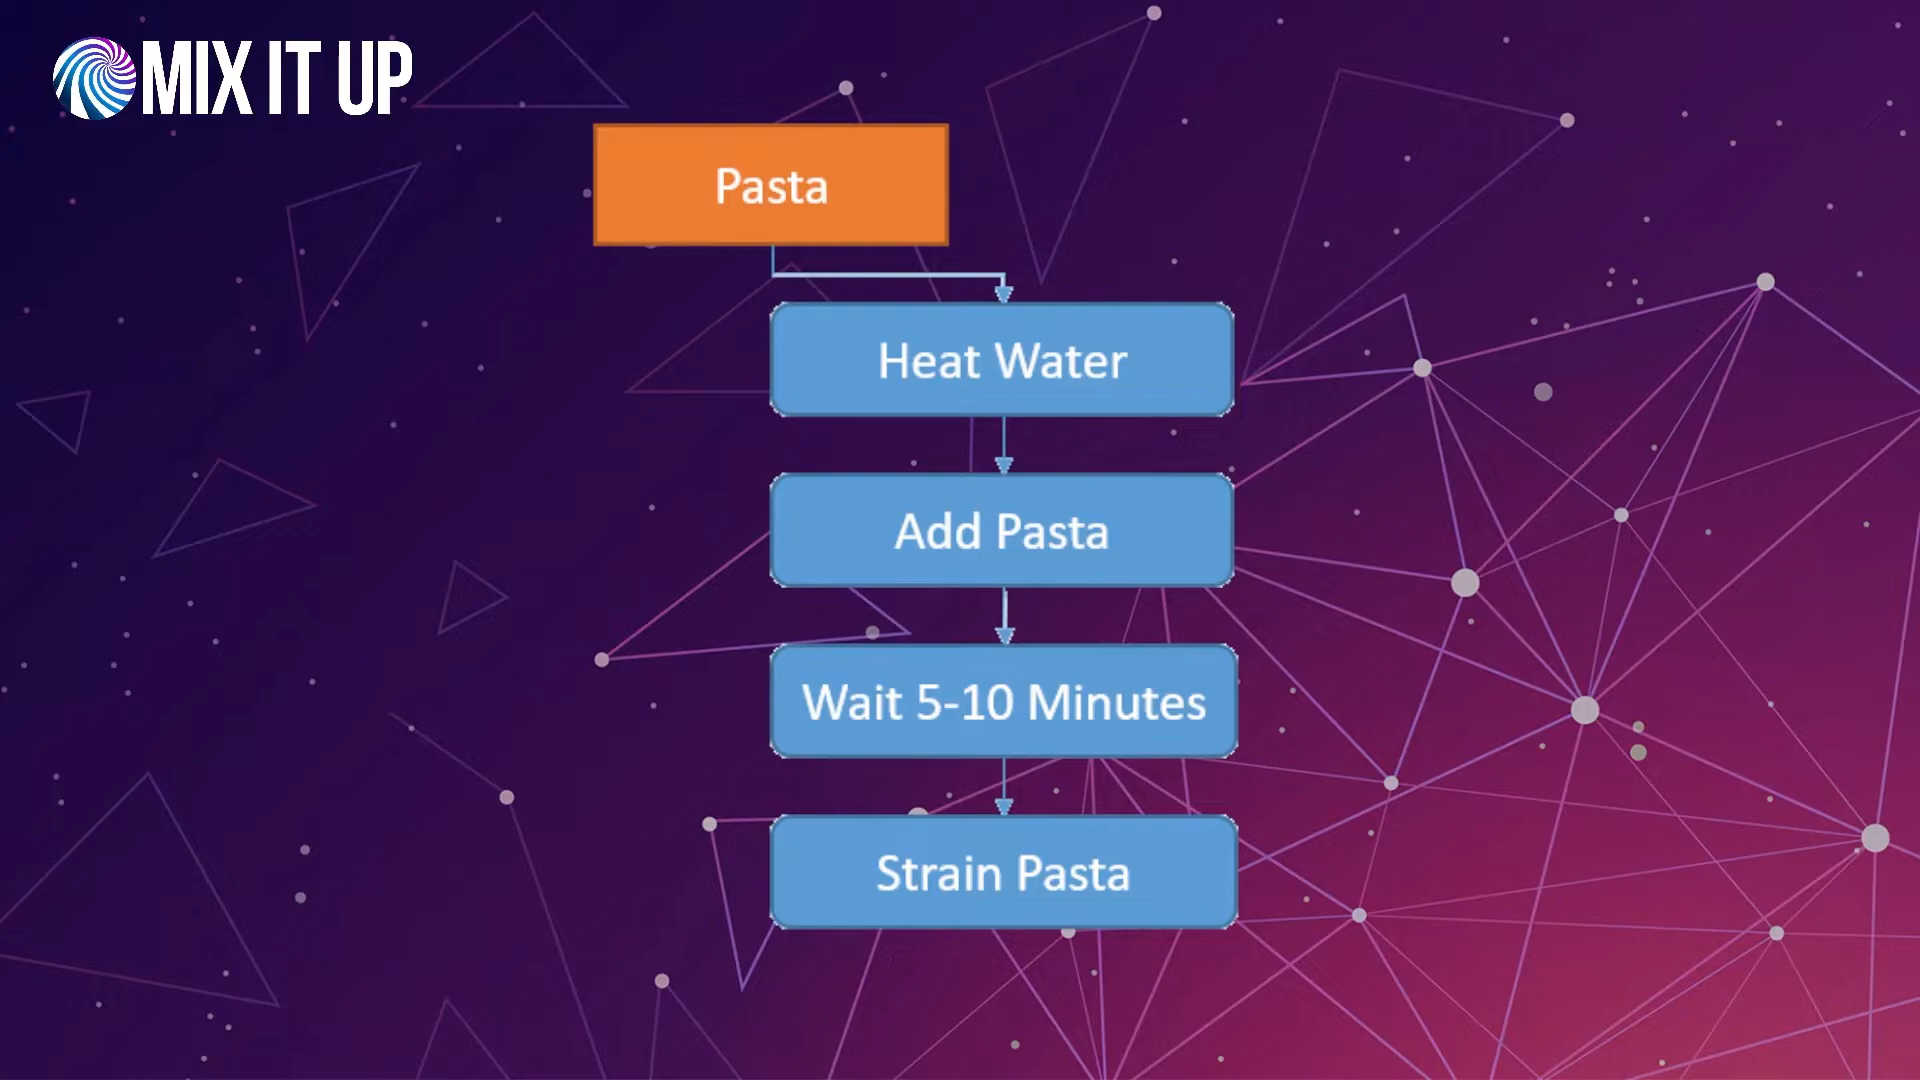 MIX IT UP
Pasta
Heat Water
Add Pasta
Wait 5-10 Minutes
Strain Pasta